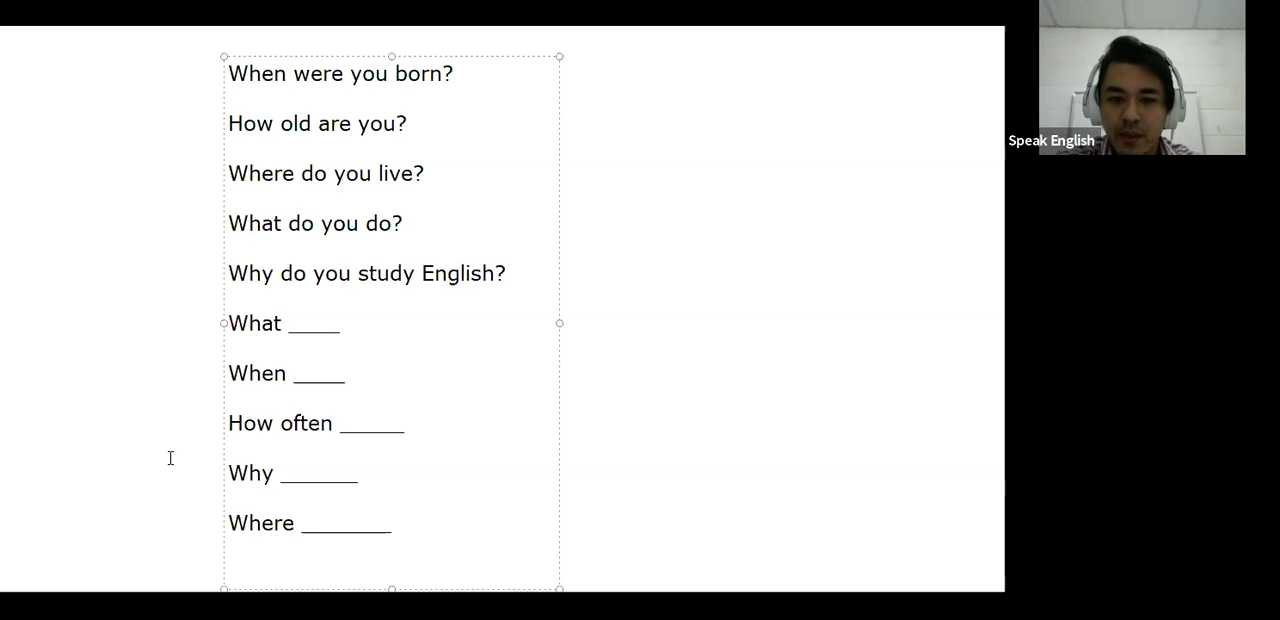 When were you born?
How old are you?
Where do you live?
What do you do?
Why do you study English?
What _____
When _____
How often ______
Why _______
Where ________
Speak English